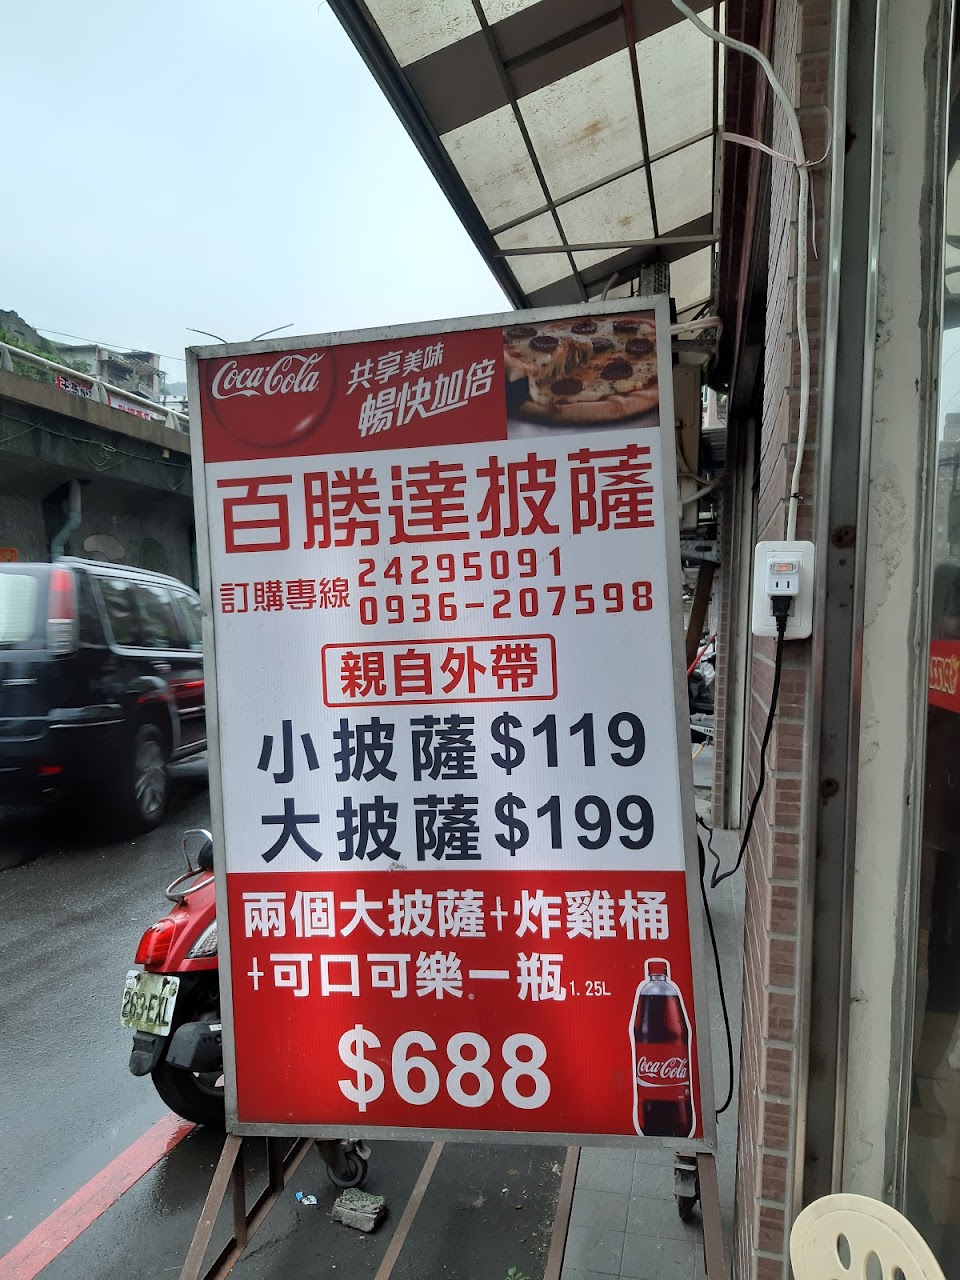 Coca-Cola
共享美味
暢快加倍
百勝達披薩
訂購專線
24295091
0936-207598
親自外帶
小披薩$119
大披薩$199
兩個大披薩+炸雞桶
+可口可樂一瓶1.25L
$688
Coca-Cola
263-EXL